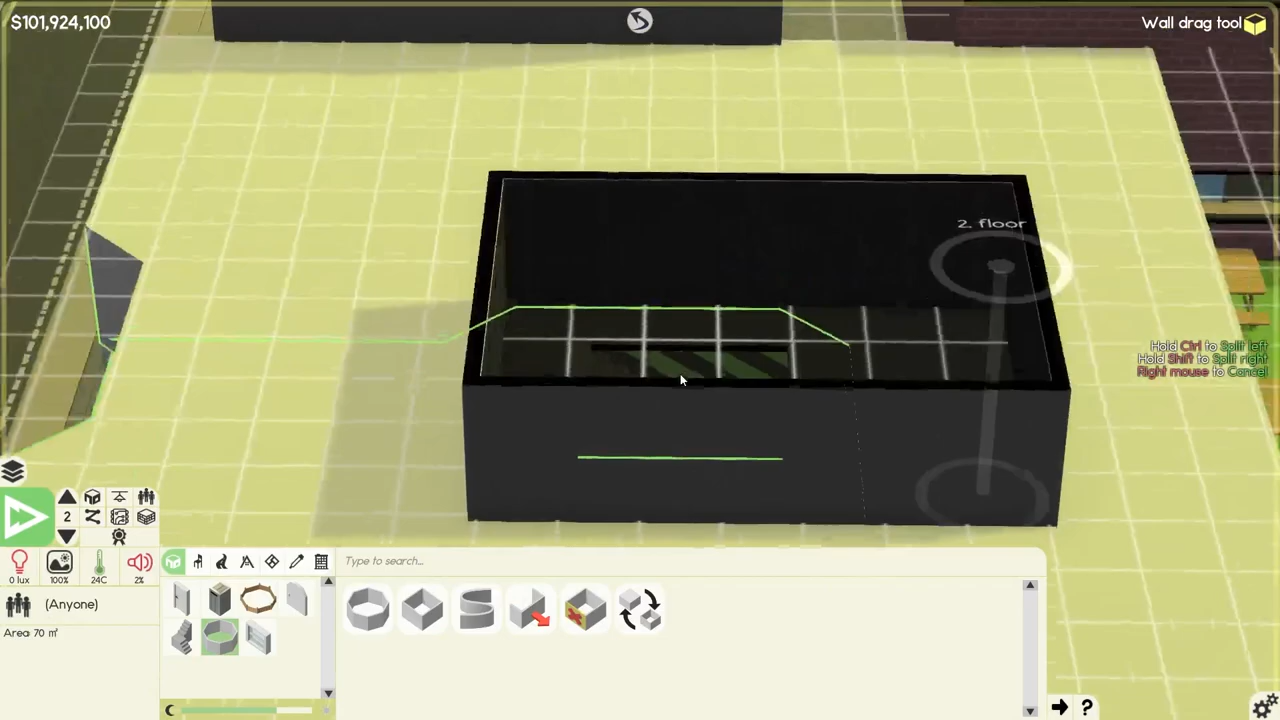 $101,924,100
Wall drag tool
2. floor
Hold Ctrl to Split left
Hold Shift to Split right
Right mouse to Cancel
2
0 lux
100%
24C
2%
Type to search...
(Anyone)
Area: 70 m²
?